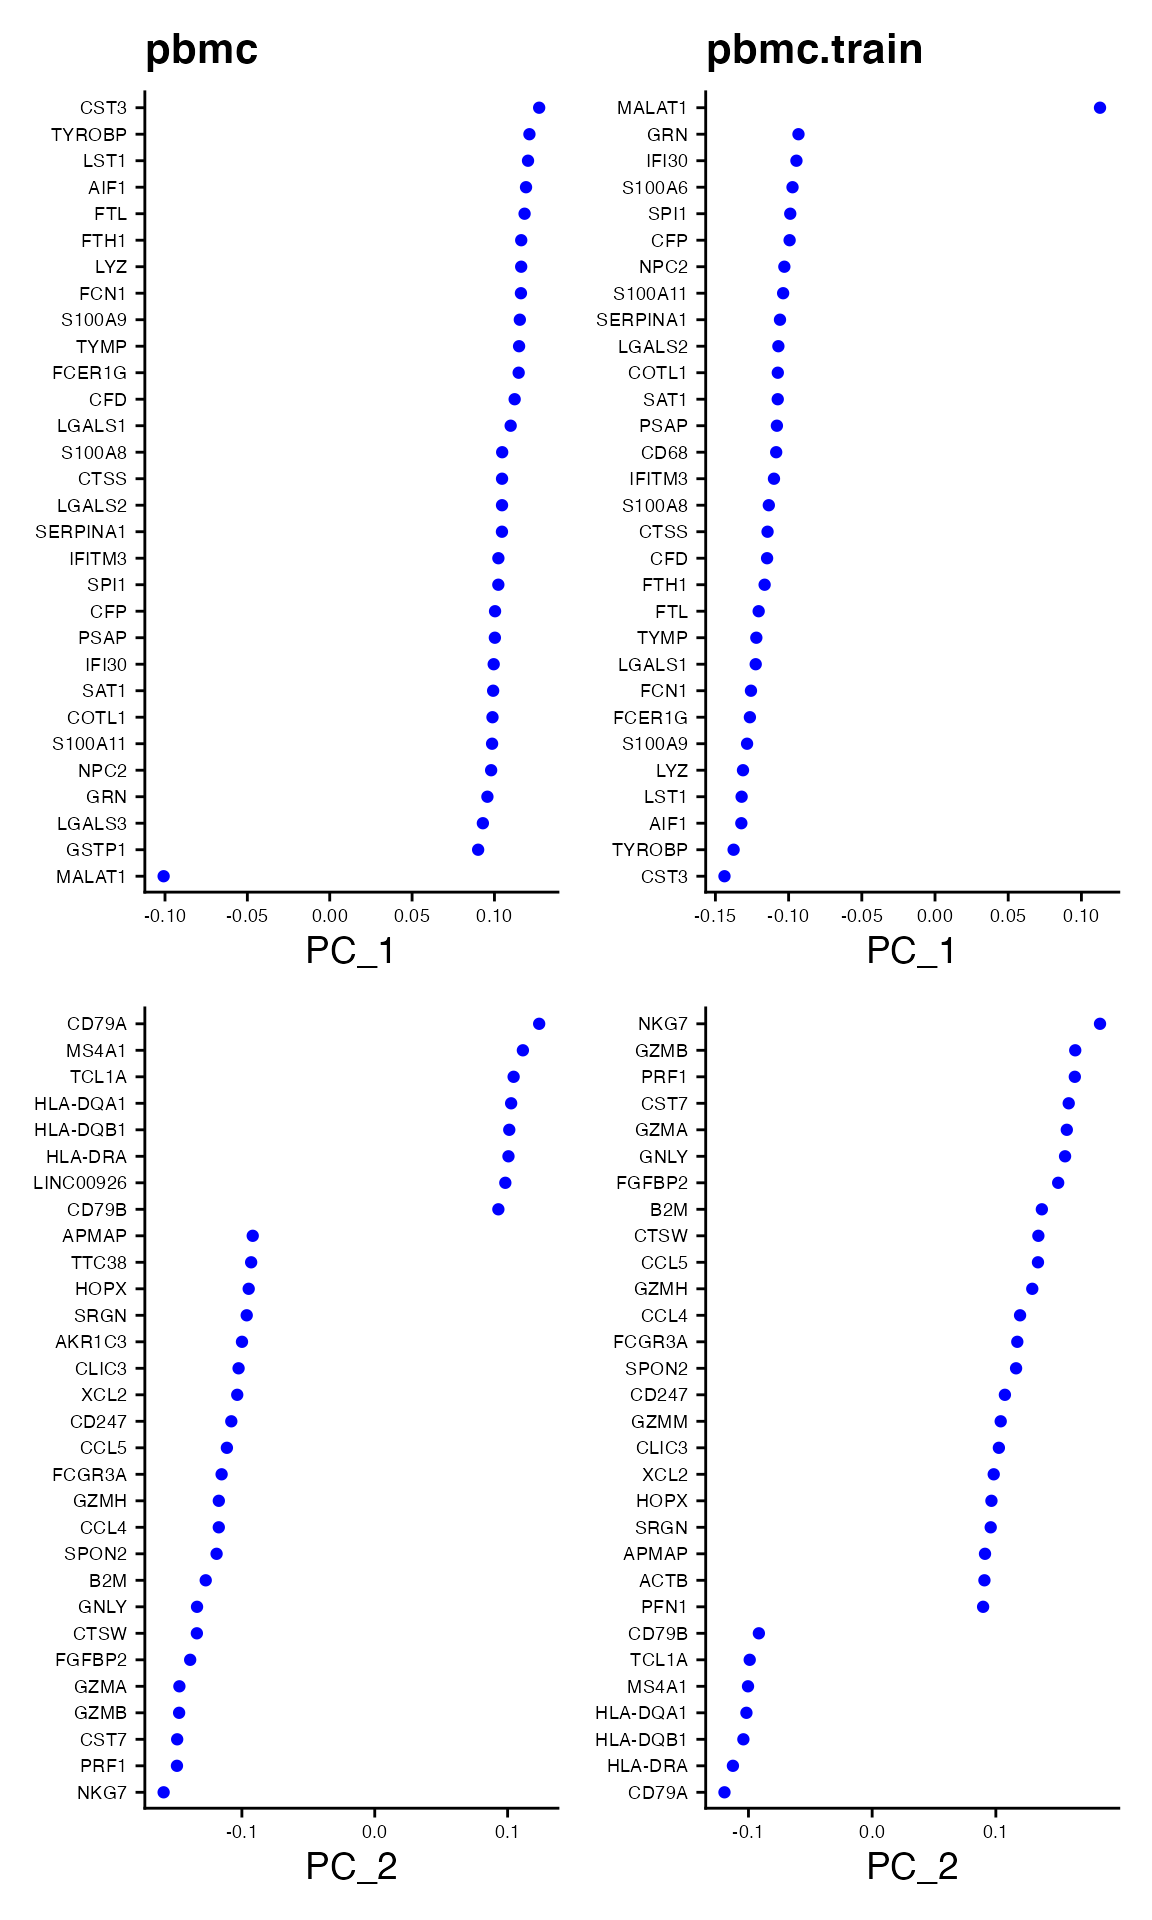 pbmc
CST3
TYROBP
LST1
AIF1
FTL
FTH1
LYZ
FCN1
S100A9
TYMP
FCER1G
CFD
LGALS1
S100A8
CTSS
LGALS2
SERPINA1
IFITM3
SPI1
CFP
PSAP
IFI30
SAT1
COTL1
S100A11
NPC2
GRN
LGALS3
GSTP1
MALAT1
-0.10 -0.05 0.00 0.05 0.10
PC_1
pbmc.train
MALAT1
GRN
IFI30
S100A6
SPI1
CFP
NPC2
S100A11
SERPINA1
LGALS2
COTL1
SAT1
PSAP
CD68
IFITM3
S100A8
CTSS
CFD
FTH1
FTL
TYMP
LGALS1
FCN1
FCER1G
S100A9
LYZ
LST1
AIF1
TYROBP
CST3
-0.15 -0.10 -0.05 0.00 0.05 0.10
PC_1
CD79A
MS4A1
TCL1A
HLA-DQA1
HLA-DQB1
HLA-DRA
LINC00926
CD79B
APMAP
TTC38
HOPX
SRGN
AKR1C3
CLIC3
XCL2
CD247
CCL5
FCGR3A
GZMH
CCL4
SPON2
B2M
GNLY
CTSW
FGFBP2
GZMA
GZMB
CST7
PRF1
NKG7
-0.1 0.0 0.1
PC_2
NKG7
GZMB
PRF1
CST7
GZMA
GNLY
FGFBP2
B2M
CTSW
CCL5
GZMH
CCL4
FCGR3A
SPON2
CD247
GZMM
CLIC3
XCL2
HOPX
SRGN
APMAP
ACTB
PFN1
CD79B
TCL1A
MS4A1
HLA-DQA1
HLA-DQB1
HLA-DRA
CD79A
-0.1 0.0 0.1
PC_2